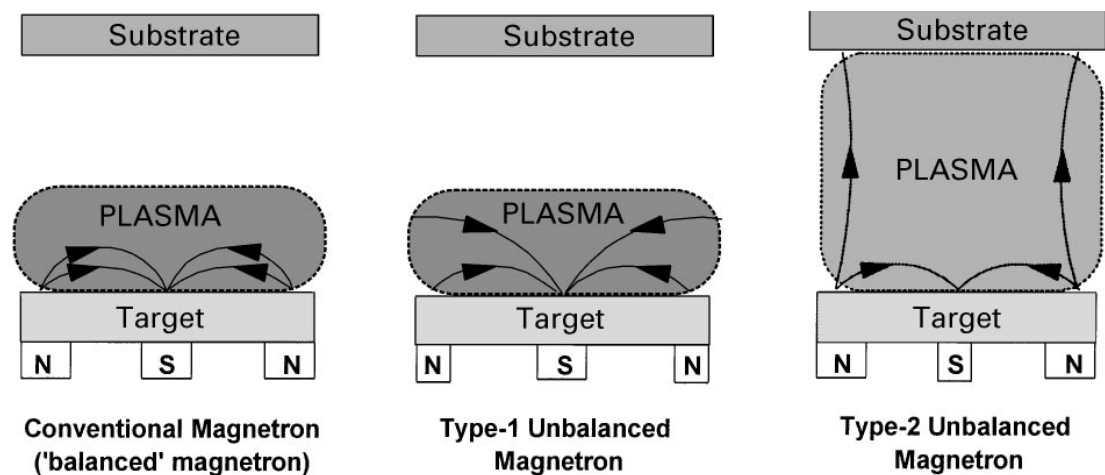 Substrate
PLASMA
Target
N S N
Conventional Magnetron
('balanced' magnetron)
Substrate
PLASMA
Target
N S N
Type-1 Unbalanced
Magnetron
Substrate
PLASMA
Target
N S N
Type-2 Unbalanced
Magnetron